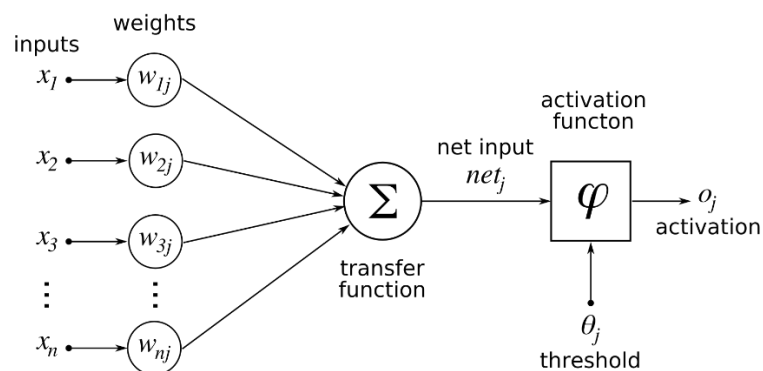 weights
inputs
x1 w1j
activation
functon
x2 w2j
net input
netj
Σ
φ
oj
activation
x3 w3j
transfer
function
⋮ ⋮
θj
threshold
xn wnj